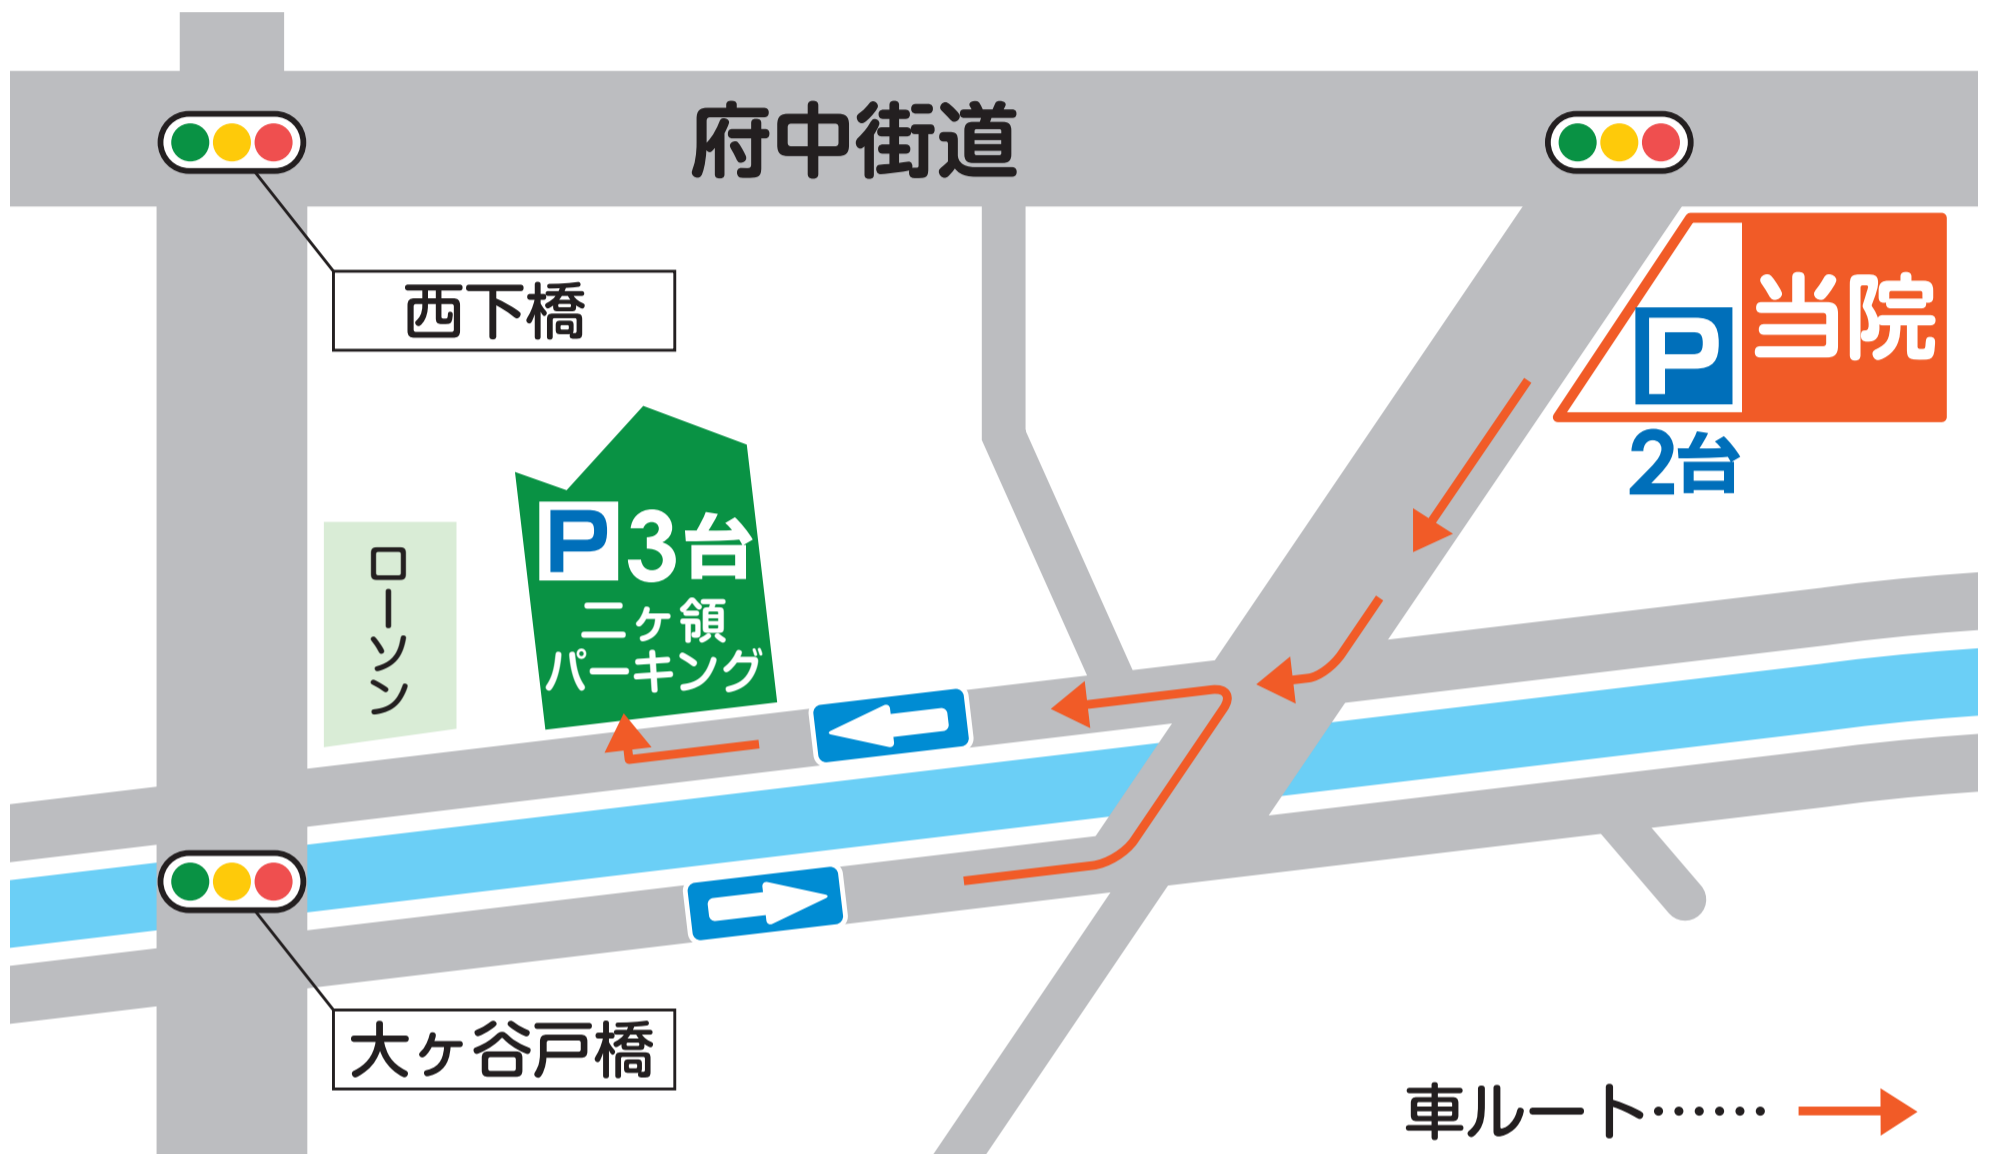 府中街道
西下橋
当院
P
2台
P 3台
ニヶ領
パーキング
ローソン
大ヶ谷戸橋
車ルート……